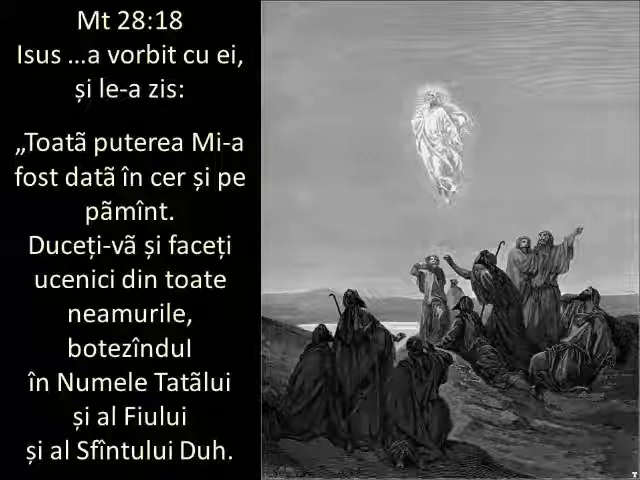 Mt 28:18
Isus ...a vorbit cu ei,
și le-a zis:
„Toatã puterea Mi-a
fost datã în cer și pe
pãmînt.
Duceți-vã și faceți
ucenici din toate
neamurile,
botezînduI
în Numele Tatãlui
și al Fiului
și al Sfîntului Duh.